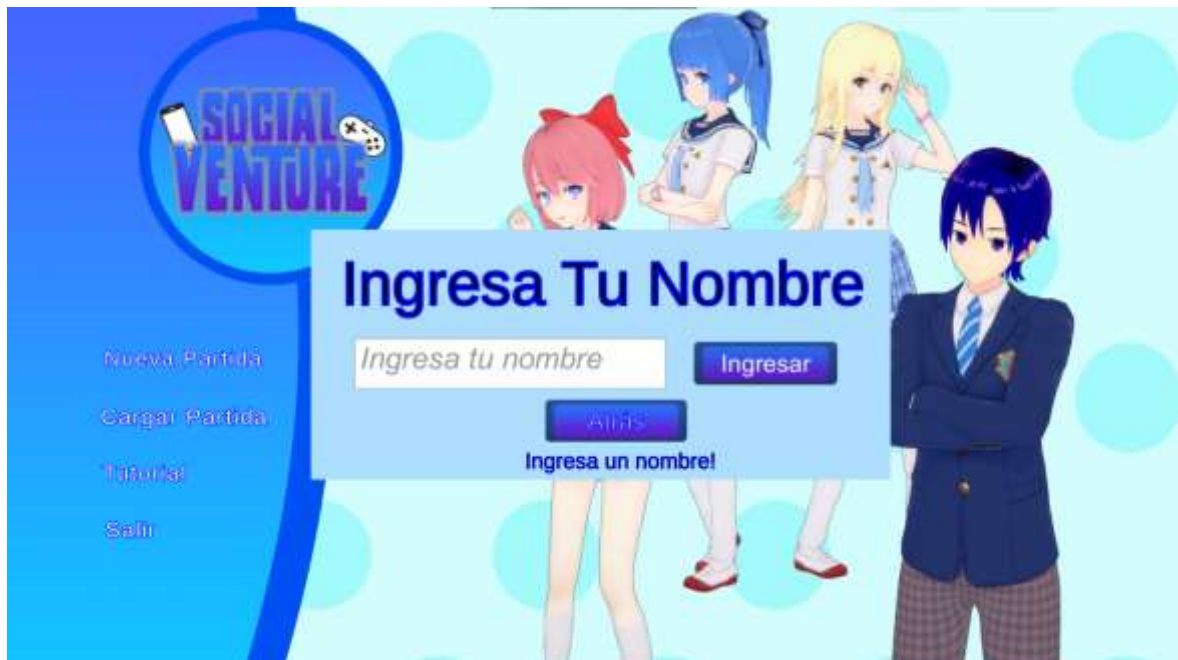 SOCIAL
VENTURE
Ingresa Tu Nombre
Ingresa tu nombre
Ingresar
Atrás
Ingresa un nombre!
Nueva Partida
Cargar Partida
Tutorial
Salir